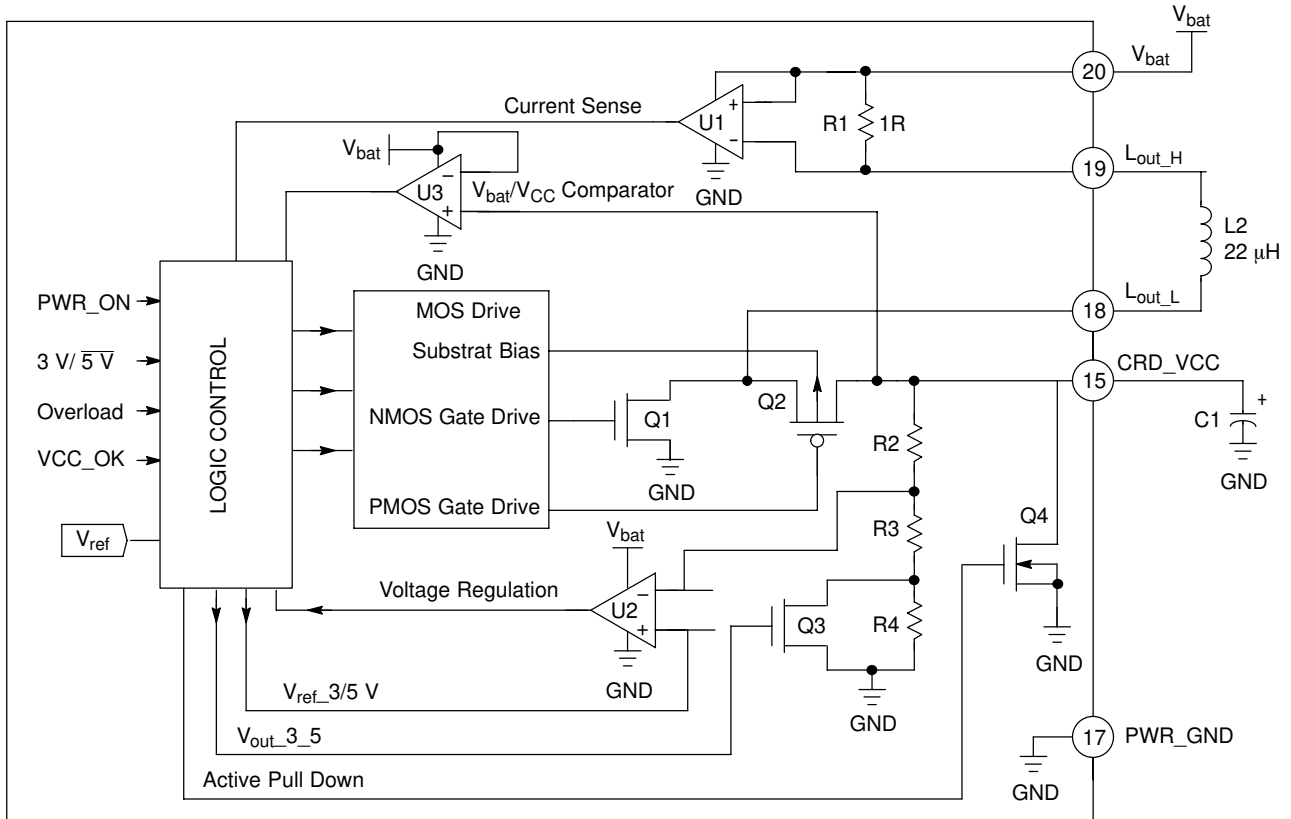 V_bat
20 V_bat
Current Sense
U1 + −
R1 1R
GND
19 L_out_H
V_bat
U3 − +
V_bat/V_CC Comparator
GND
L2
22 μH
18 L_out_L
PWR_ON
3 V/ 5 V
Overload
VCC_OK
V_ref
LOGIC CONTROL
MOS Drive
Substrat Bias
NMOS Gate Drive
PMOS Gate Drive
Q1
GND
Q2
15 CRD_VCC
C1 +
GND
R2
R3
R4
Q4
GND
V_bat
Voltage Regulation
U2 − +
GND
Q3
GND
V_ref_3/5 V
V_out_3_5
Active Pull Down
17 PWR_GND
GND